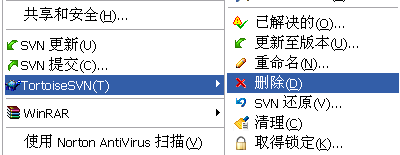 共享和安全(H)...
SVN 更新(U)
SVN 提交(C)...
TortoiseSVN(T)
WinRAR
使用 Norton AntiVirus 扫描(V)
已解决的(O)...
更新至版本(U)...
重命名(N)...
删除(D)
SVN 还原(V)...
清理(C)
取得锁定(K)...